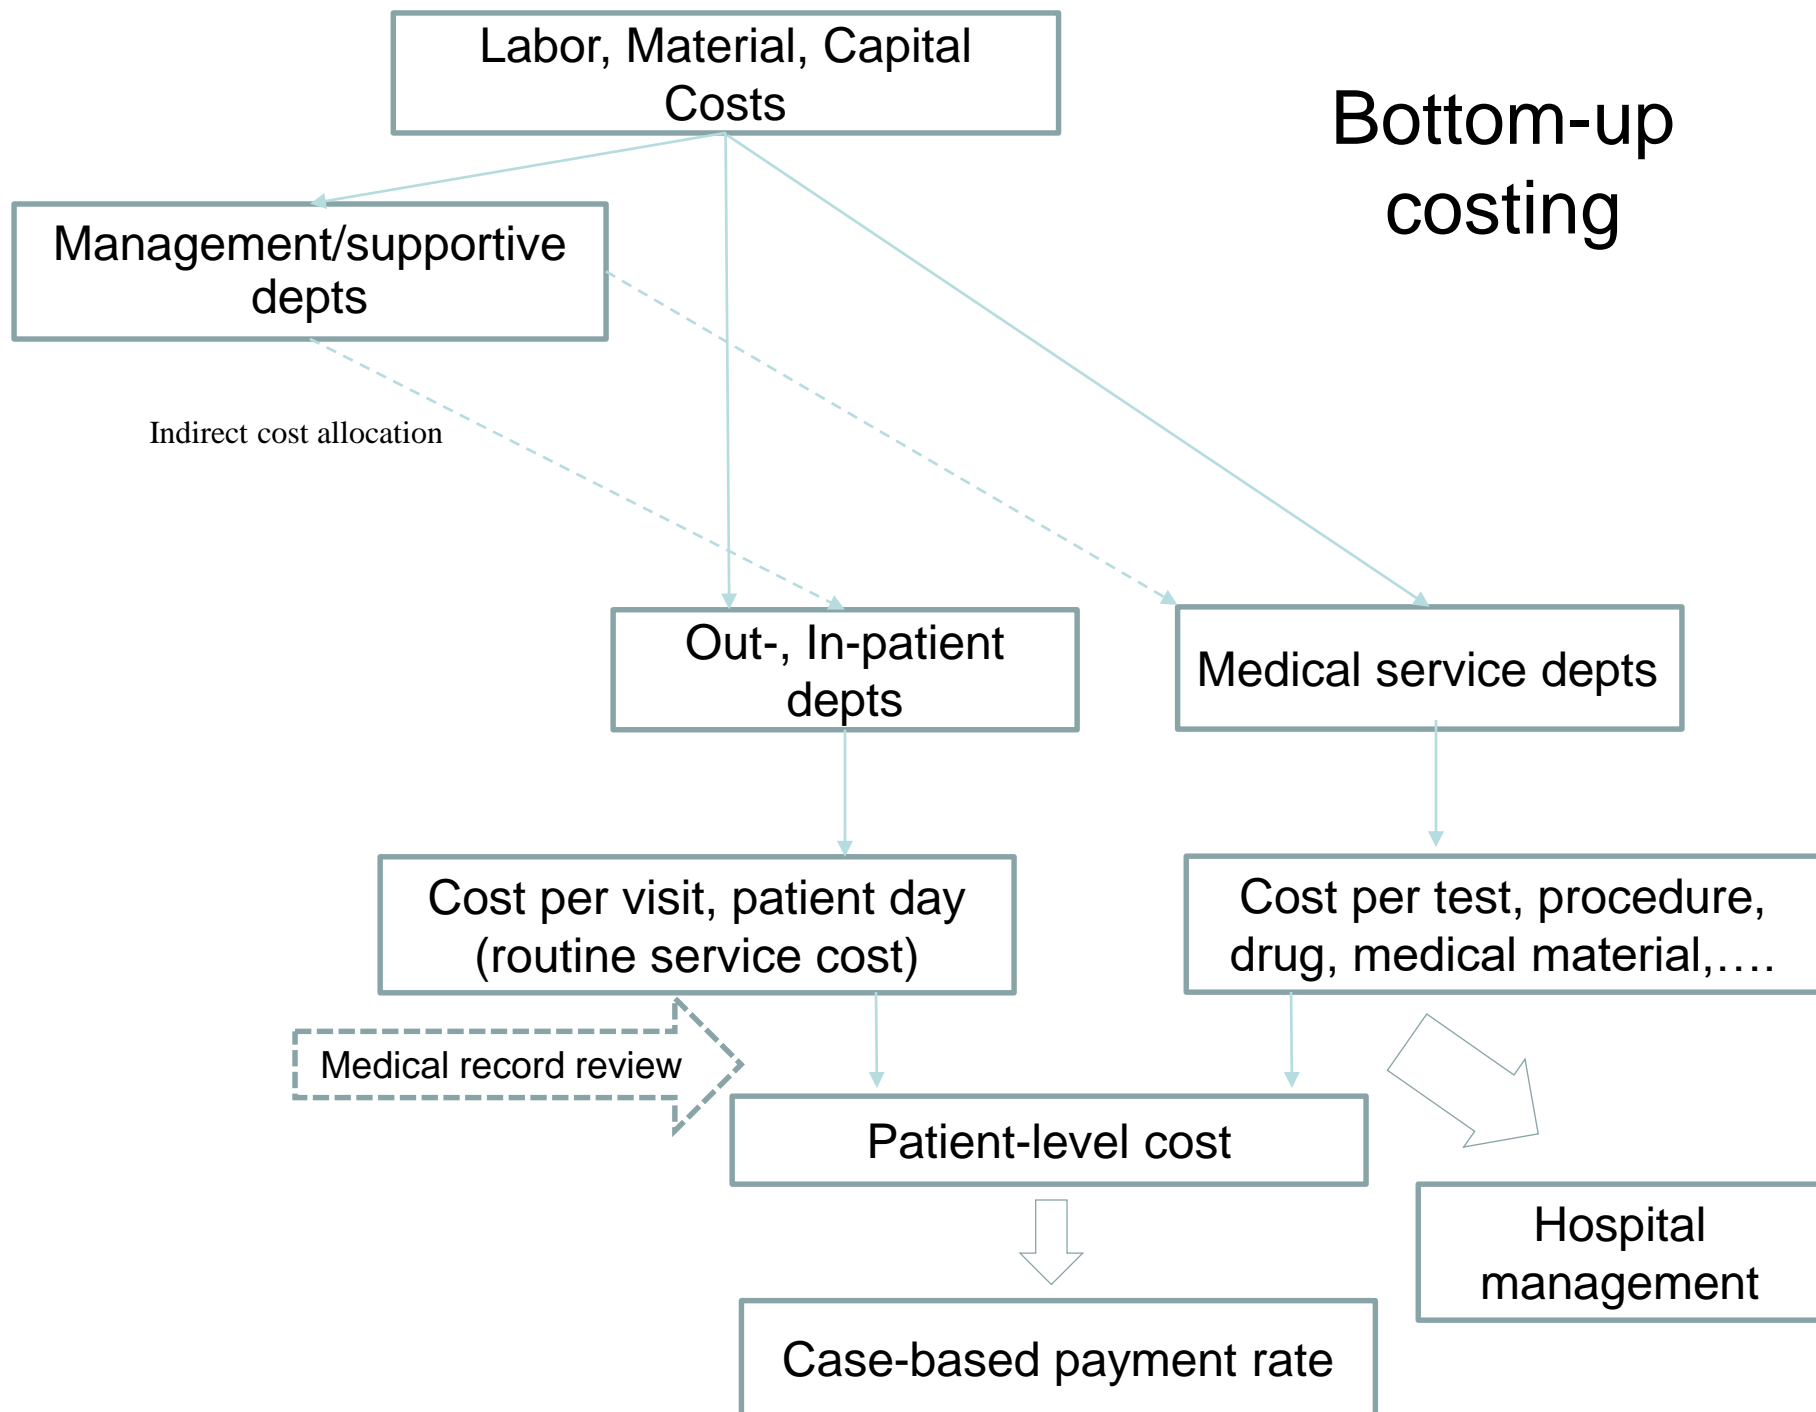 Labor, Material, Capital
Costs
Bottom-up
costing
Management/supportive
depts
Indirect cost allocation
Out-, In-patient
depts
Medical service depts
Cost per visit, patient day
(routine service cost)
Cost per test, procedure,
drug, medical material,….
Medical record review
Patient-level cost
Hospital
management
Case-based payment rate